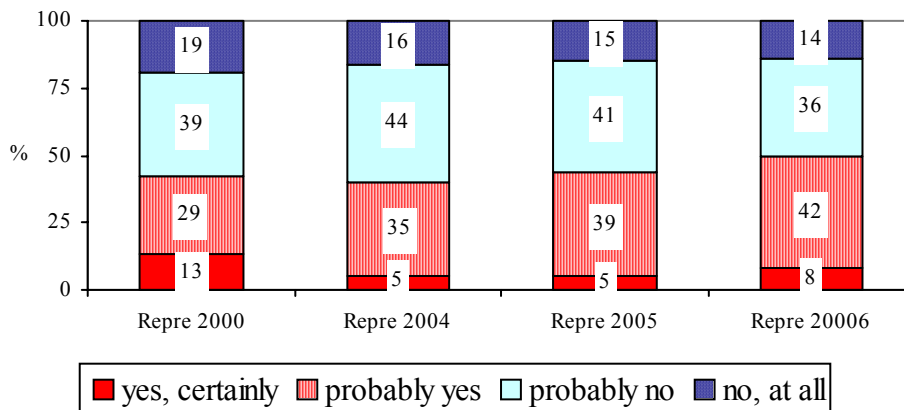 100
19
16
15
14
75
39
44
41
36
%
50
29
35
39
42
25
13
5
5
8
0
Repre 2000
Repre 2004
Repre 2005
Repre 20006
yes, certainly
probably yes
probably no
no, at all